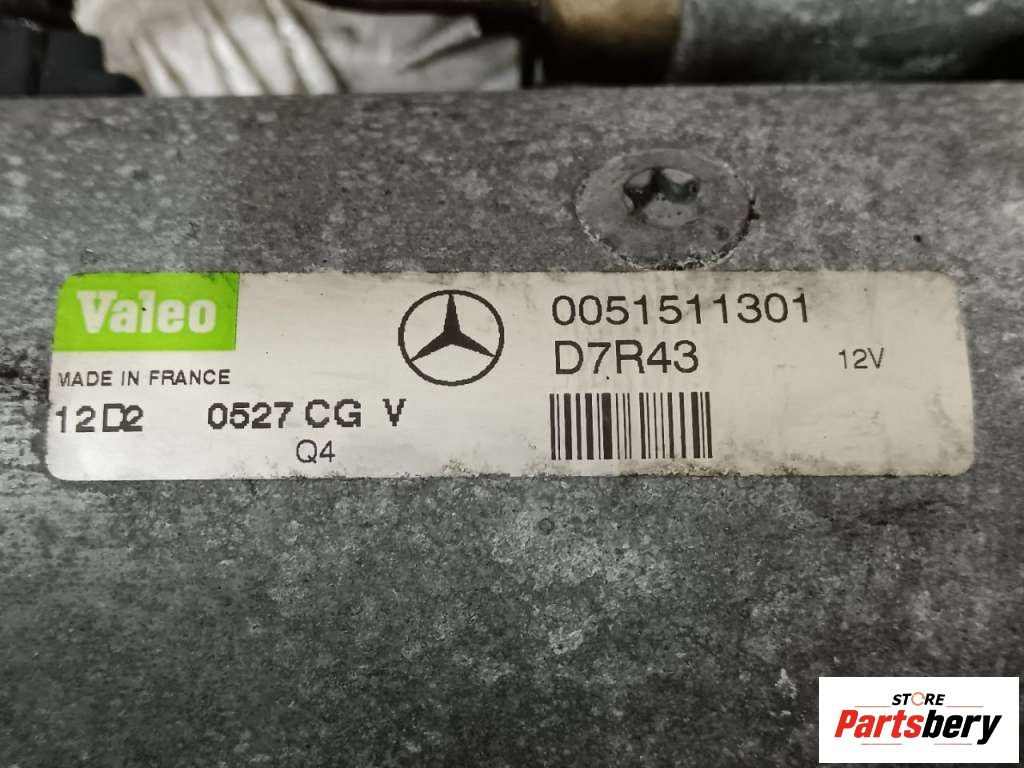 Valeo
MADE IN FRANCE
12D2 0527 CG V
Q4
0051511301
D7R43
12V
STORE
Partsbery